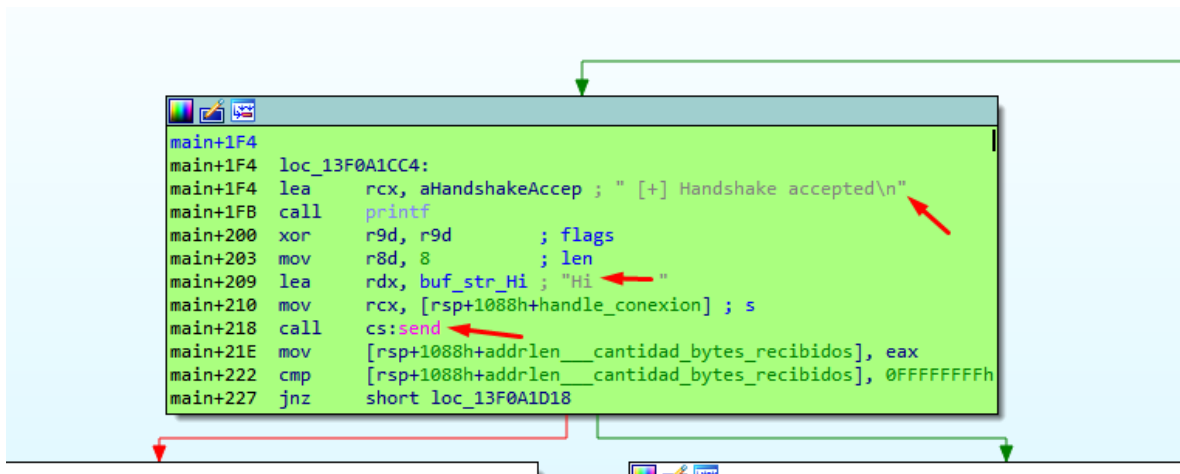 main+1F4
main+1F4 loc_13F0A1CC4:
main+1F4 lea rcx, aHandshakeAccep ; " [+] Handshake accepted\n"
main+1FB call printf
main+200 xor r9d, r9d ; flags
main+203 mov r8d, 8 ; len
main+209 lea rdx, buf_str_Hi ; "Hi "
main+210 mov rcx, [rsp+1088h+handle_conexion] ; s
main+218 call cs:send
main+21E mov [rsp+1088h+addrlen___cantidad_bytes_recibidos], eax
main+222 cmp [rsp+1088h+addrlen___cantidad_bytes_recibidos], 0FFFFFFFFh
main+227 jnz short loc_13F0A1D18